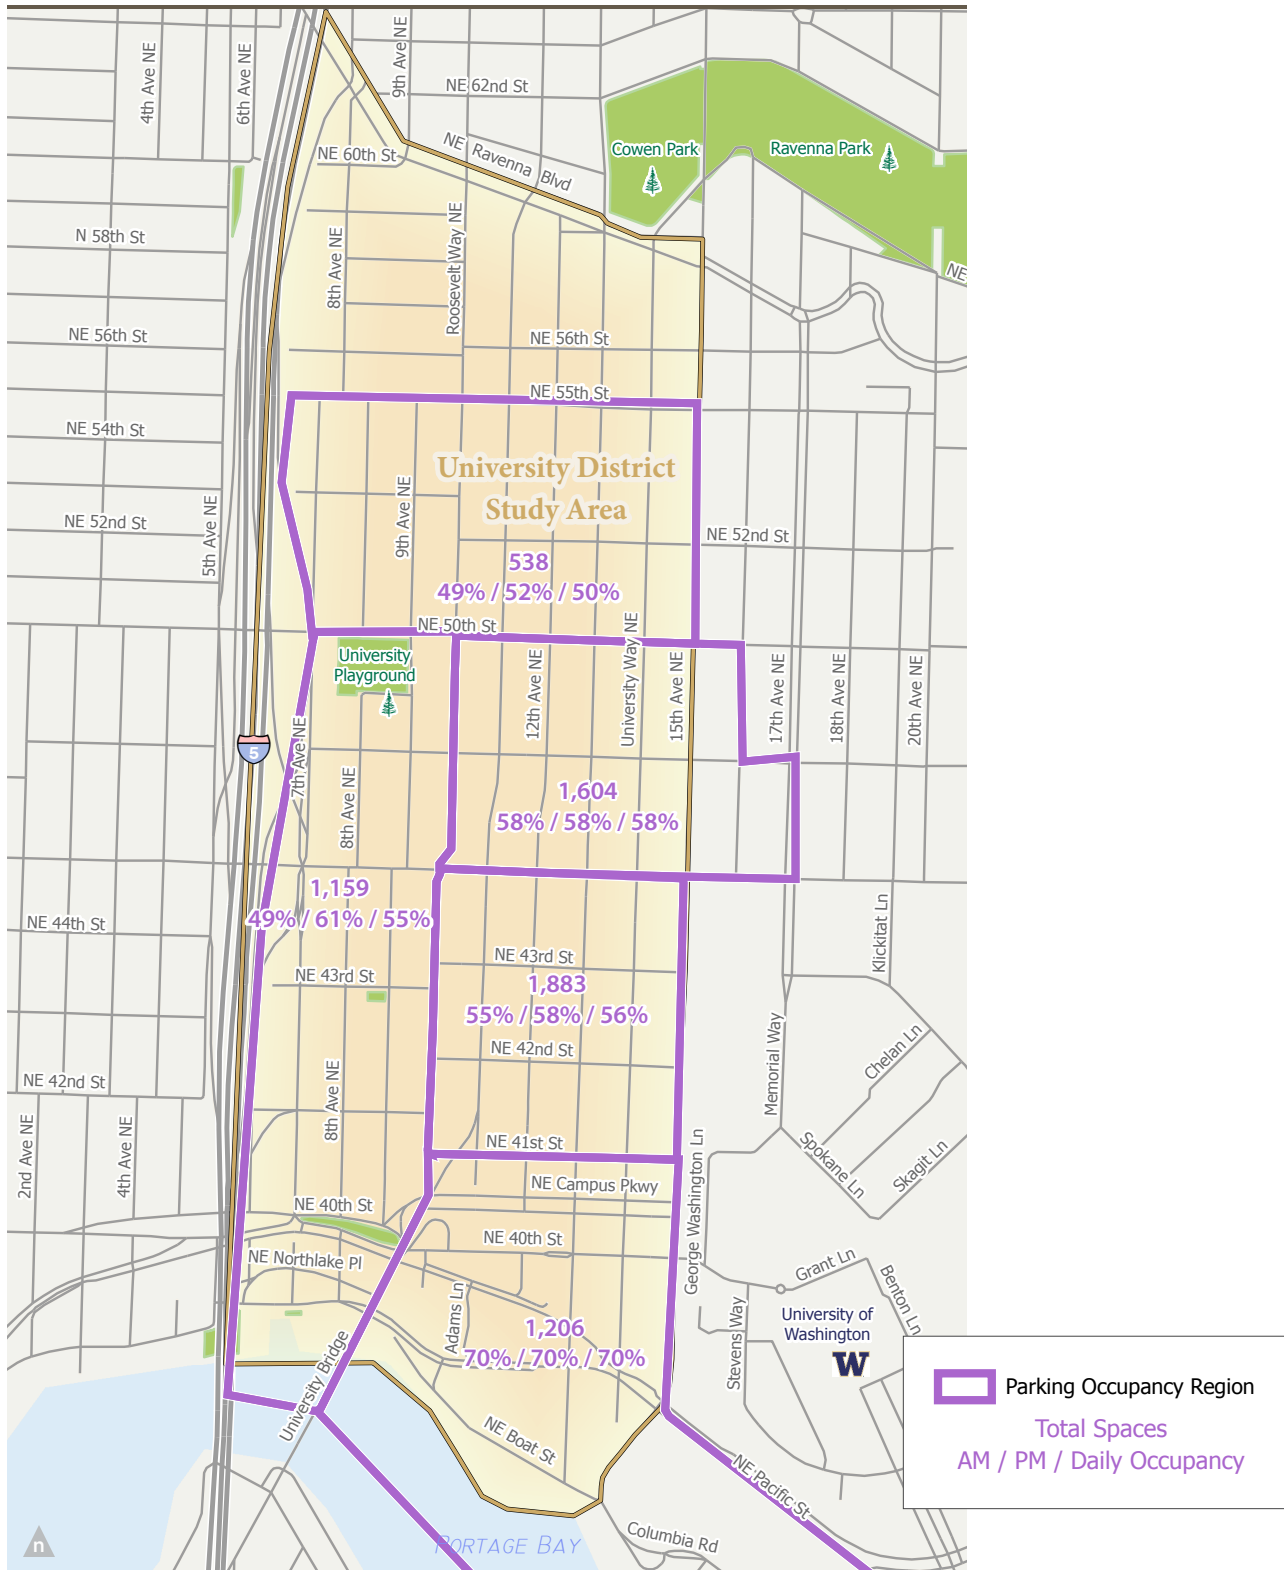 4th Ave NE
6th Ave NE
9th Ave NE
NE 62nd St
NE Ravenna Blvd
Cowen Park
Ravenna Park
NE 60th St
N 58th St
8th Ave NE
Roosevelt Way NE
NE
NE 56th St
NE 56th St
NE 55th St
NE 54th St
University District
Study Area
5th Ave NE
9th Ave NE
NE 52nd St
NE 52nd St
538
49% / 52% / 50%
NE 50th St
University
Playground
12th Ave NE
University Way NE
15th Ave NE
17th Ave NE
18th Ave NE
20th Ave NE
5
7th Ave NE
8th Ave NE
1,604
58% / 58% / 58%
1,159
49% / 61% / 55%
NE 44th St
NE 43rd St
NE 43rd St
Klickitat Ln
1,883
55% / 58% / 56%
NE 42nd St
Memorial Way
Chelan Ln
NE 42nd St
8th Ave NE
2nd Ave NE
4th Ave NE
NE 41st St
George Washington Ln
Spokane Ln
Skagit Ln
NE Campus Pkwy
NE 40th St
NE 40th St
NE Northlake Pl
Grant Ln
Benton Ln
Adams Ln
Stevens Way
University of
Washington
W
1,206
70% / 70% / 70%
University Bridge
NE Boat St
NE Pacific St
Columbia Rd
PORTAGE BAY
n
Parking Occupancy Region
Total Spaces
AM / PM / Daily Occupancy